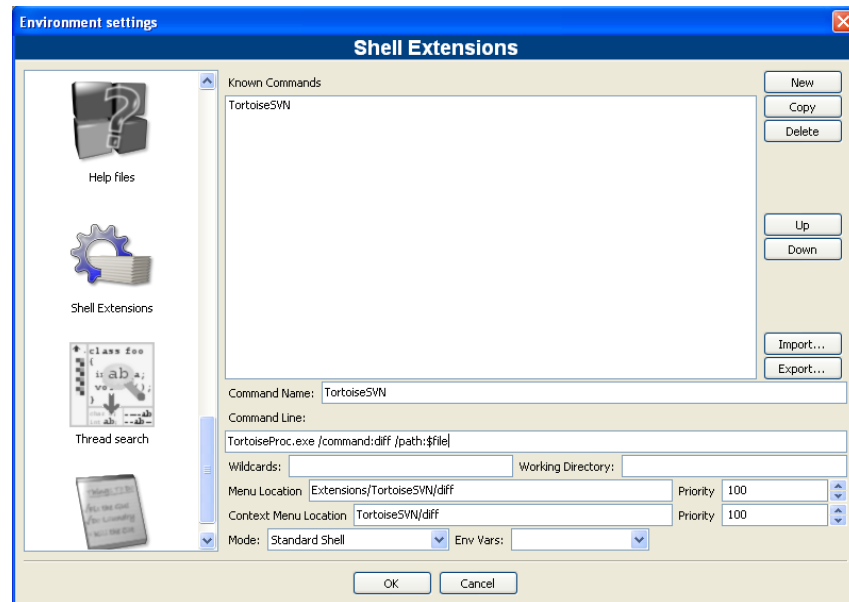 Environment settings
Shell Extensions
Known Commands
TortoiseSVN
New
Copy
Delete
Up
Down
Import...
Export...
Help files
Shell Extensions
class foo
ab
Thread search
Command Name: TortoiseSVN
Command Line:
TortoiseProc.exe /command:diff /path:$file
Wildcards: Working Directory:
Menu Location Extensions/TortoiseSVN/diff Priority 100
Context Menu Location TortoiseSVN/diff Priority 100
Mode: Standard Shell Env Vars:
OK Cancel